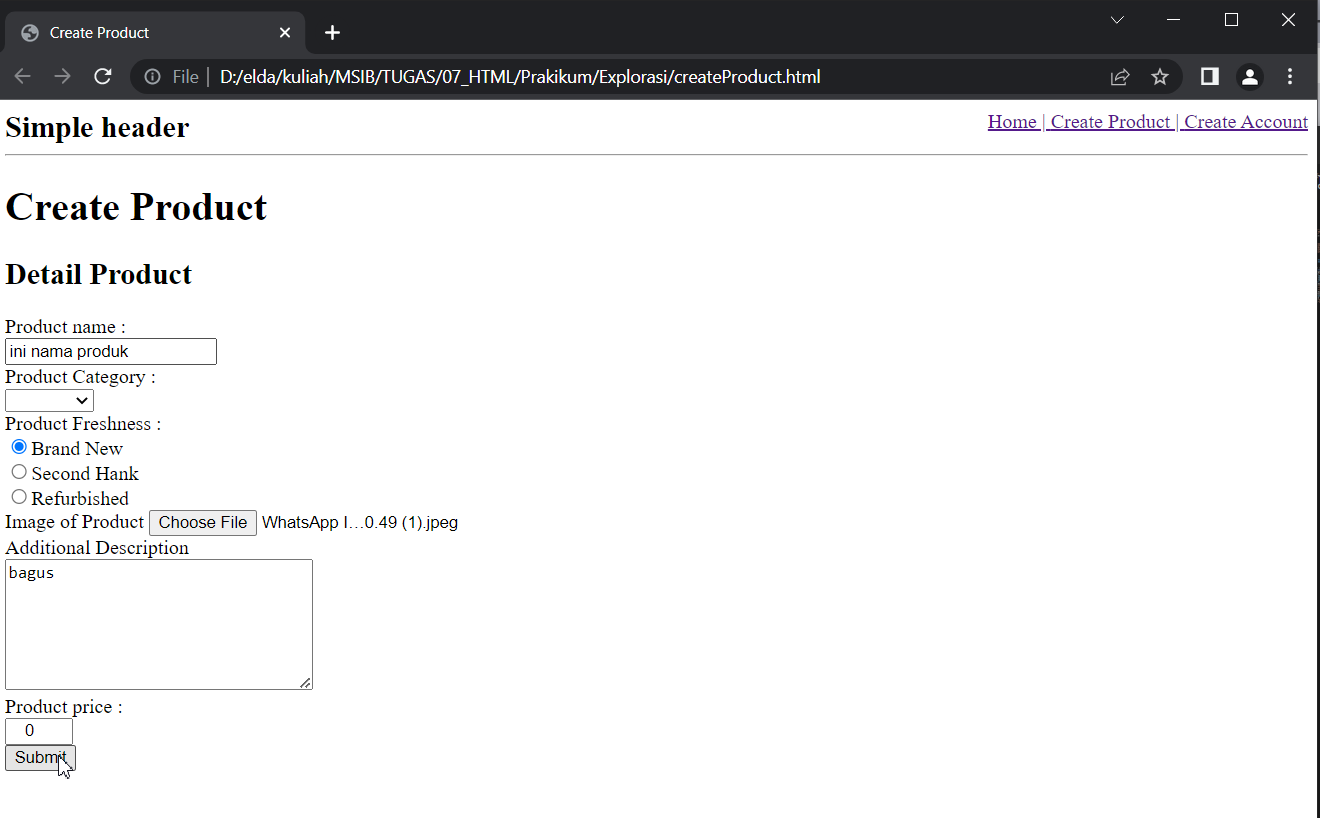 Create Product
File | D:/elda/kuliah/MSIB/TUGAS/07_HTML/Prakikum/Explorasi/createProduct.html
Simple header
Home | Create Product | Create Account
Create Product
Detail Product
Product name :
ini nama produk
Product Category :
Product Freshness :
Brand New
Second Hank
Refurbished
Image of Product Choose File WhatsApp I...0.49 (1).jpeg
Additional Description
bagus
Product price :
0
Submit